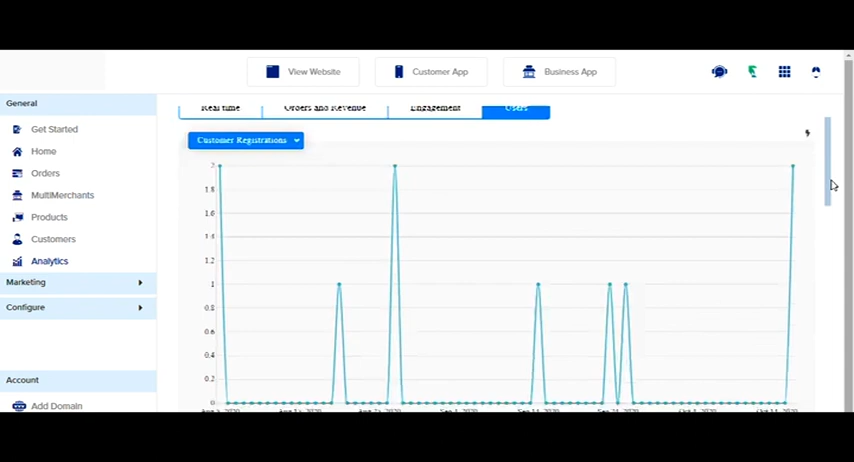 View Website
Customer App
Business App
General
Get Started
Home
Orders
MultiMerchants
Products
Customers
Analytics
Marketing
Configure
Account
Add Domain
Real time
Orders and Revenue
Engagement
Users
Customer Registrations
2
1.8
1.6
1.4
1.2
1
0.8
0.6
0.4
0.2
0